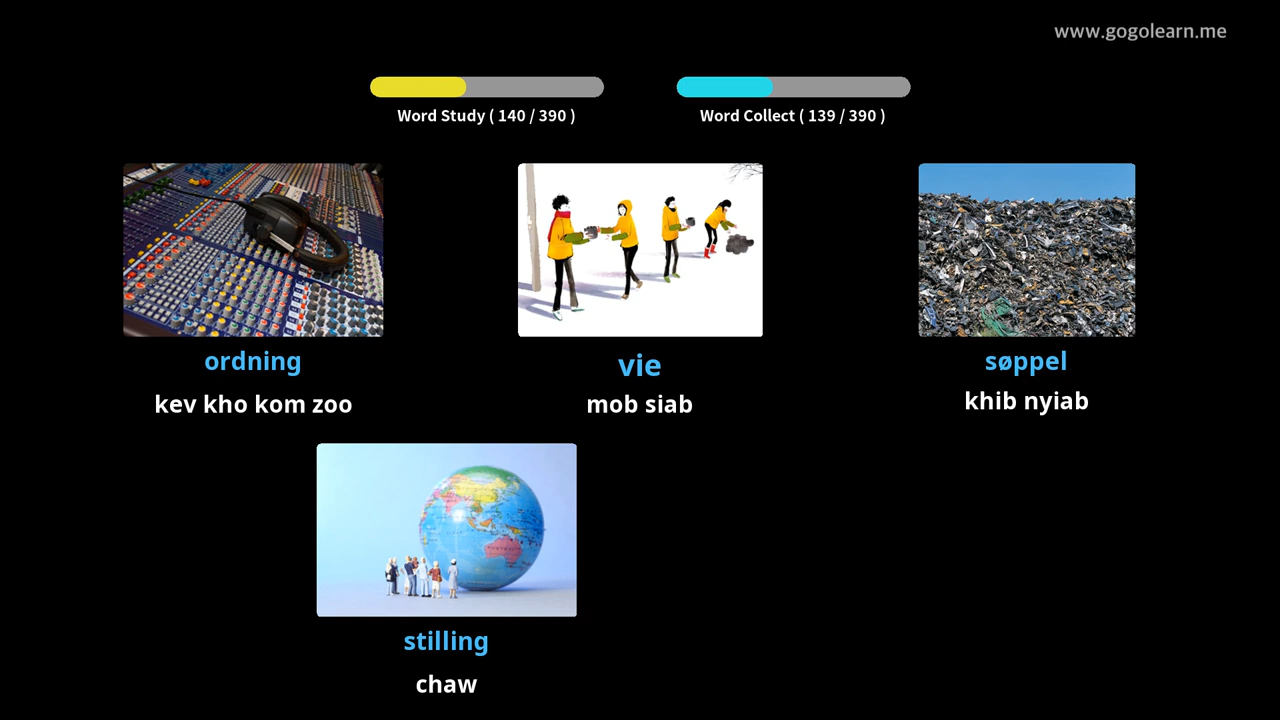 www.gogolearn.me
Word Study ( 140 / 390 )
Word Collect ( 139 / 390 )
ordning
kev kho kom zoo
vie
mob siab
søppel
khib nyiab
stilling
chaw